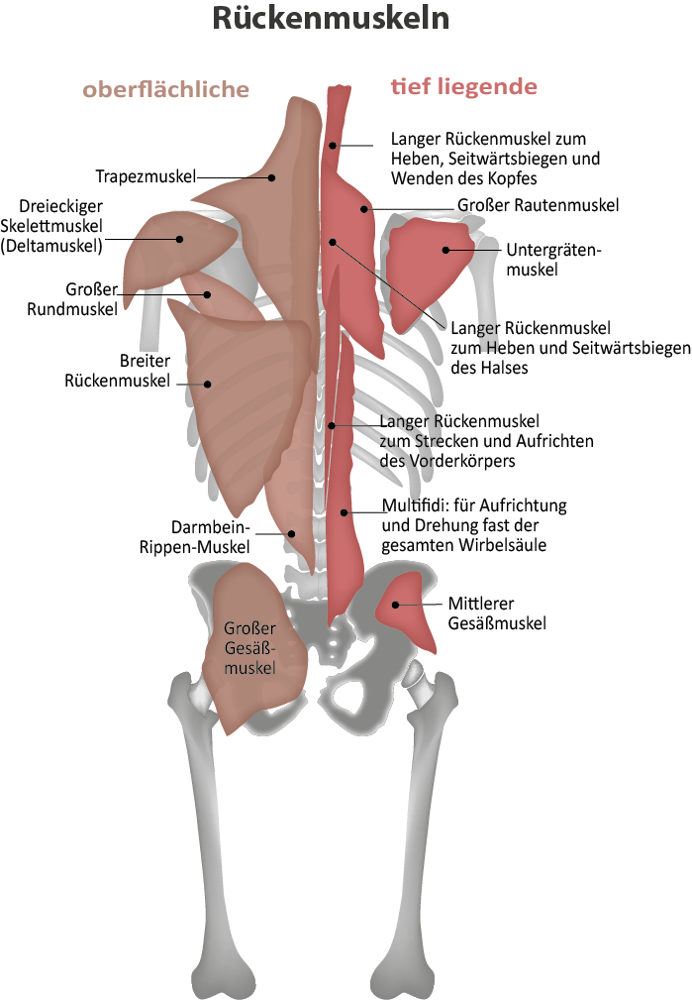 Rückenmuskeln
oberflächliche
tief liegende
Trapezmuskel
Dreieckiger
Skelettmuskel
(Deltamuskel)
Großer
Rundmuskel
Breiter
Rückenmuskel
Darmbein-
Rippen-Muskel
Großer
Gesäß-
muskel
Langer Rückenmuskel zum
Heben, Seitwärtsbiegen und
Wenden des Kopfes
Großer Rautenmuskel
Untergräten-
muskel
Langer Rückenmuskel
zum Heben und Seitwärtsbiegen
des Halses
Langer Rückenmuskel
zum Strecken und Aufrichten
des Vorderkörpers
Multifidi: für Aufrichtung
und Drehung fast der
gesamten Wirbelsäule
Mittlerer
Gesäßmuskel